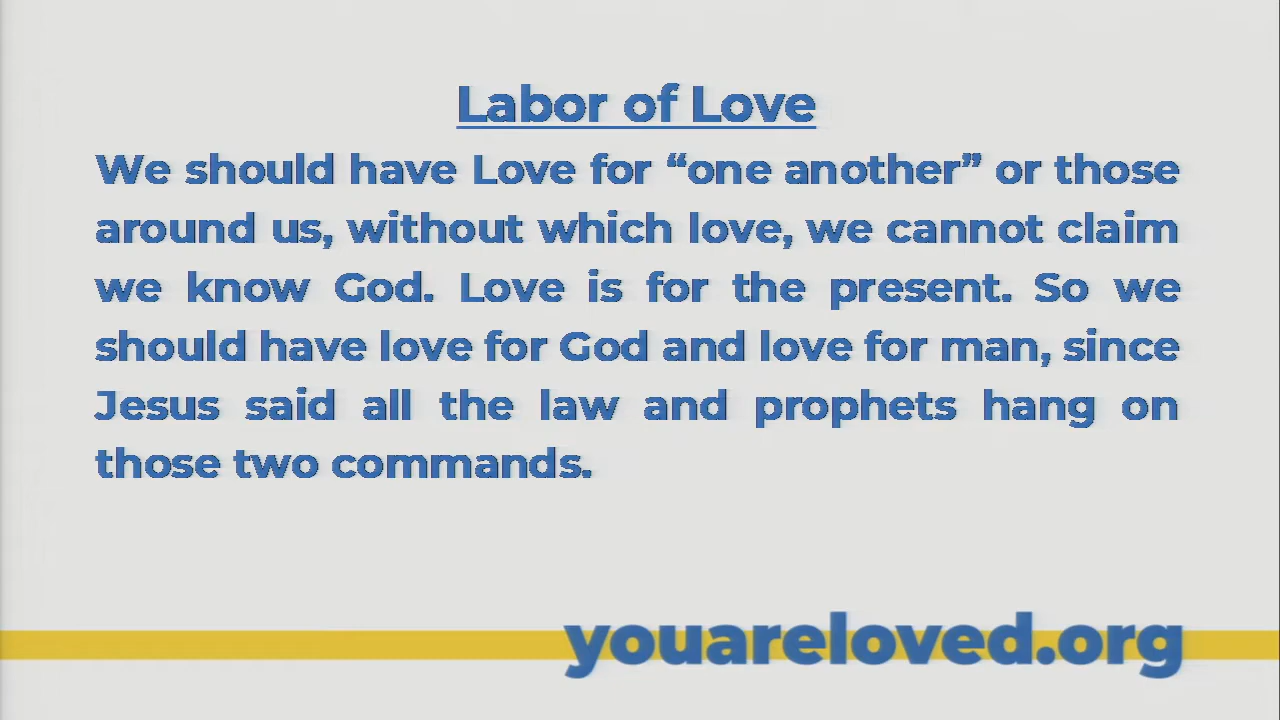 Labor of Love
We should have Love for “one another” or those
around us, without which love, we cannot claim
we know God. Love is for the present. So we
should have love for God and love for man, since
Jesus said all the law and prophets hang on
those two commands.
youareloved.org